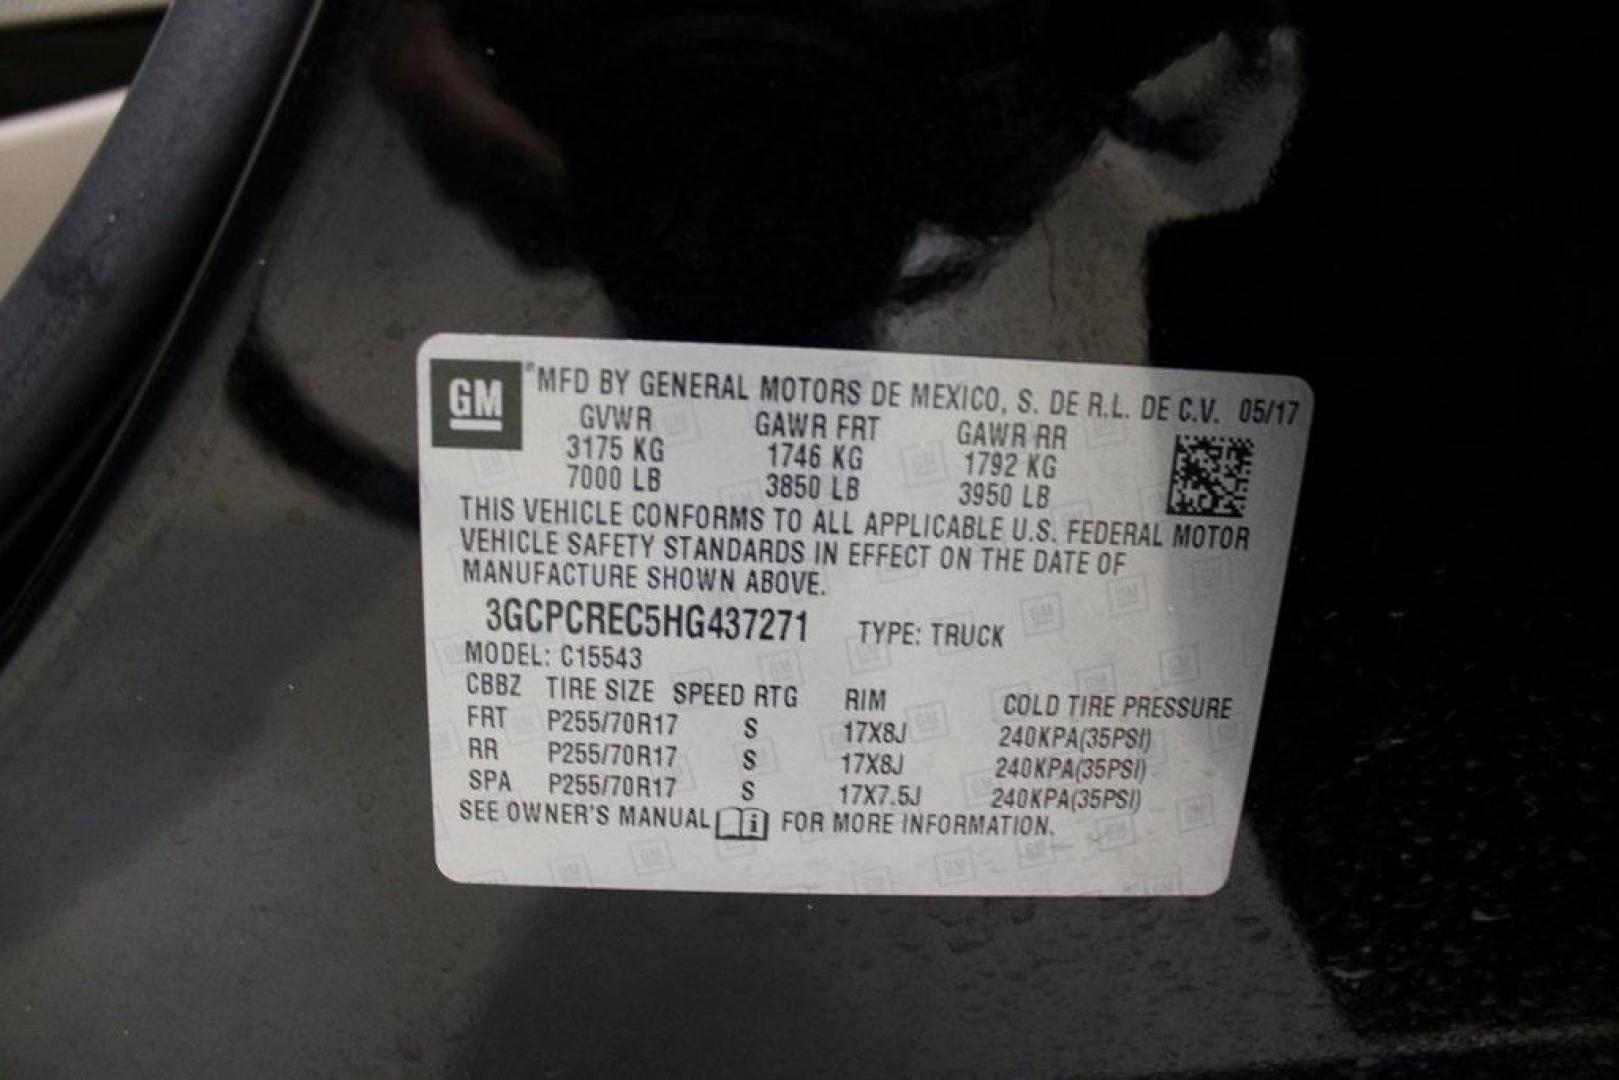 GM ®MFD BY GENERAL MOTORS DE MEXICO, S. DE R.L. DE C.V. 05/17
GVWR GAWR FRT GAWR RR
3175 KG 1746 KG 1792 KG
7000 LB 3850 LB 3950 LB
THIS VEHICLE CONFORMS TO ALL APPLICABLE U.S. FEDERAL MOTOR
VEHICLE SAFETY STANDARDS IN EFFECT ON THE DATE OF
MANUFACTURE SHOWN ABOVE.
3GCPCREC5HG437271 TYPE: TRUCK
MODEL: C15543
CBBZ TIRE SIZE SPEED RTG RIM COLD TIRE PRESSURE
FRT P255/70R17 S 17X8J 240KPA(35PSI)
RR P255/70R17 S 17X8J 240KPA(35PSI)
SPA P255/70R17 S 17X7.5J 240KPA(35PSI)
SEE OWNER'S MANUAL i FOR MORE INFORMATION.